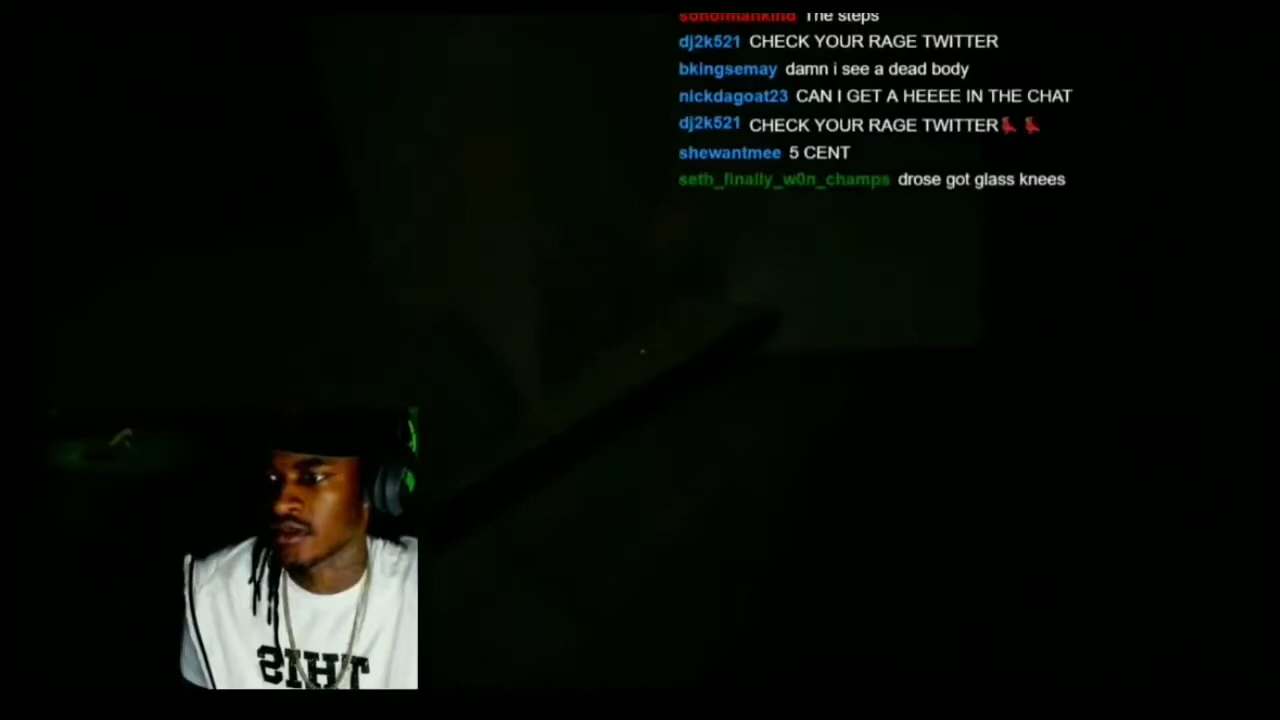 sonofmankind The steps
dj2k521 CHECK YOUR RAGE TWITTER
bkingsemay damn i see a dead body
nickdagoat23 CAN I GET A HEEEE IN THE CHAT
dj2k521 CHECK YOUR RAGE TWITTER💃💃
shewantmee 5 CENT
seth_finally_w0n_champs drose got glass knees
THIS